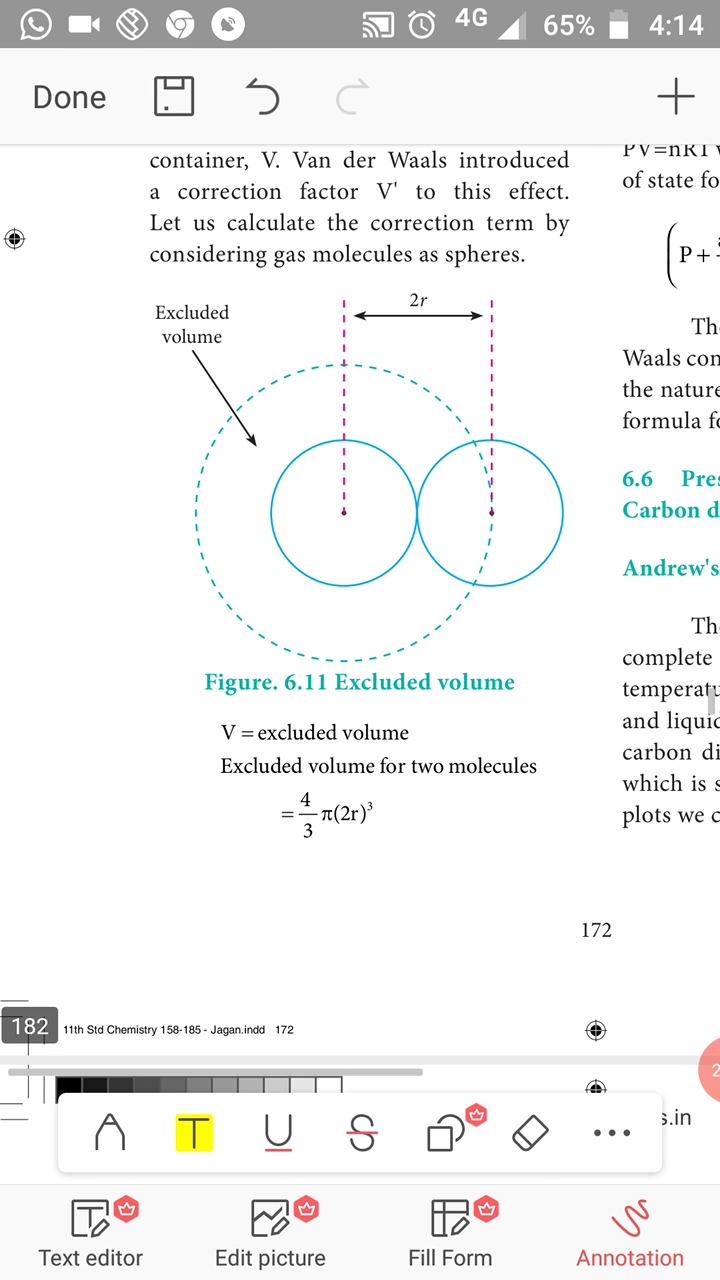 4G 65% 4:14
Done
container, V. Van der Waals introduced
a correction factor V' to this effect.
Let us calculate the correction term by
considering gas molecules as spheres.
2r
Excluded
volume
Figure. 6.11 Excluded volume
V = excluded volume
Excluded volume for two molecules
= 4/3 π(2r)³
172
PV=nRT
of state fo
(P+
The
Waals con
the nature
formula fo
6.6 Pres
Carbon d
Andrew's
The
complete
temperatu
and liquid
carbon di
which is s
plots we c
182
11th Std Chemistry 158-185 - Jagan.indd 172
2
s.in
T U S
Text editor
Edit picture
Fill Form
Annotation